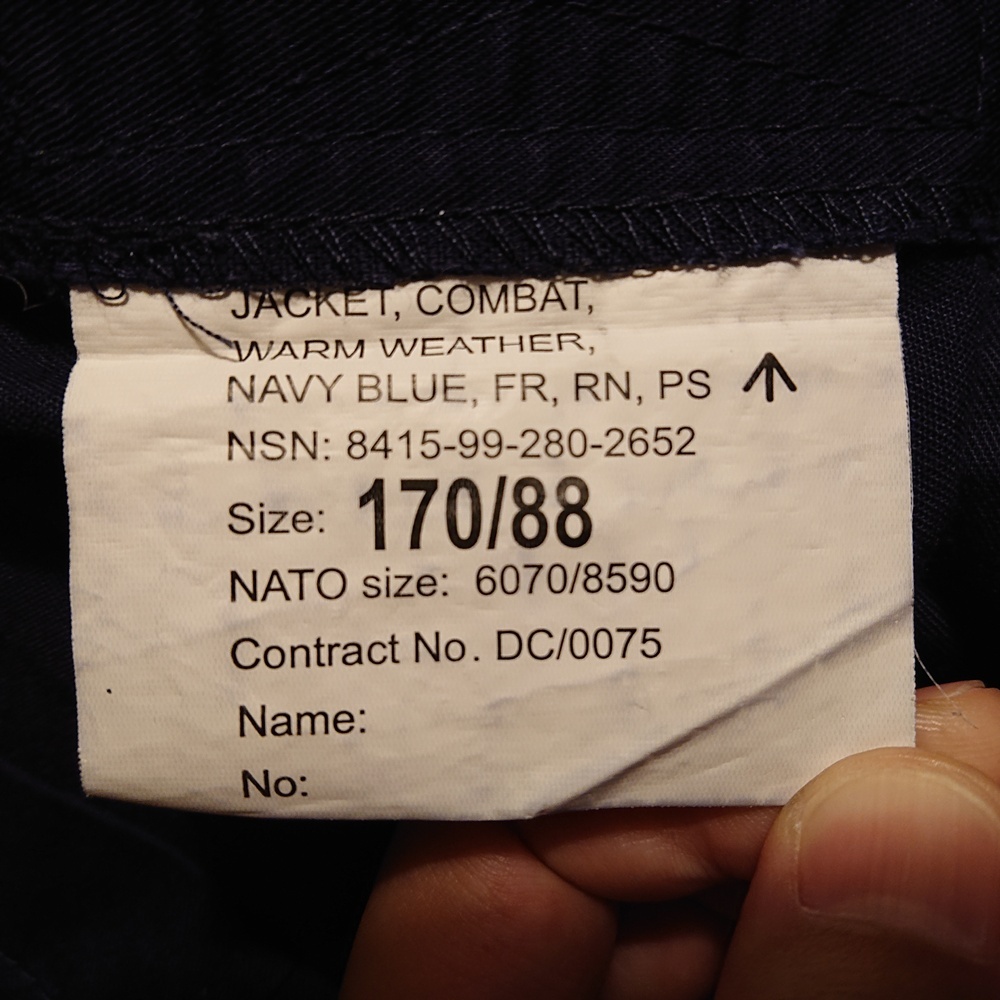 JACKET, COMBAT,
WARM WEATHER,
NAVY BLUE, FR, RN, PS
NSN: 8415-99-280-2652
Size: 170/88
NATO size: 6070/8590
Contract No. DC/0075
Name:
No: